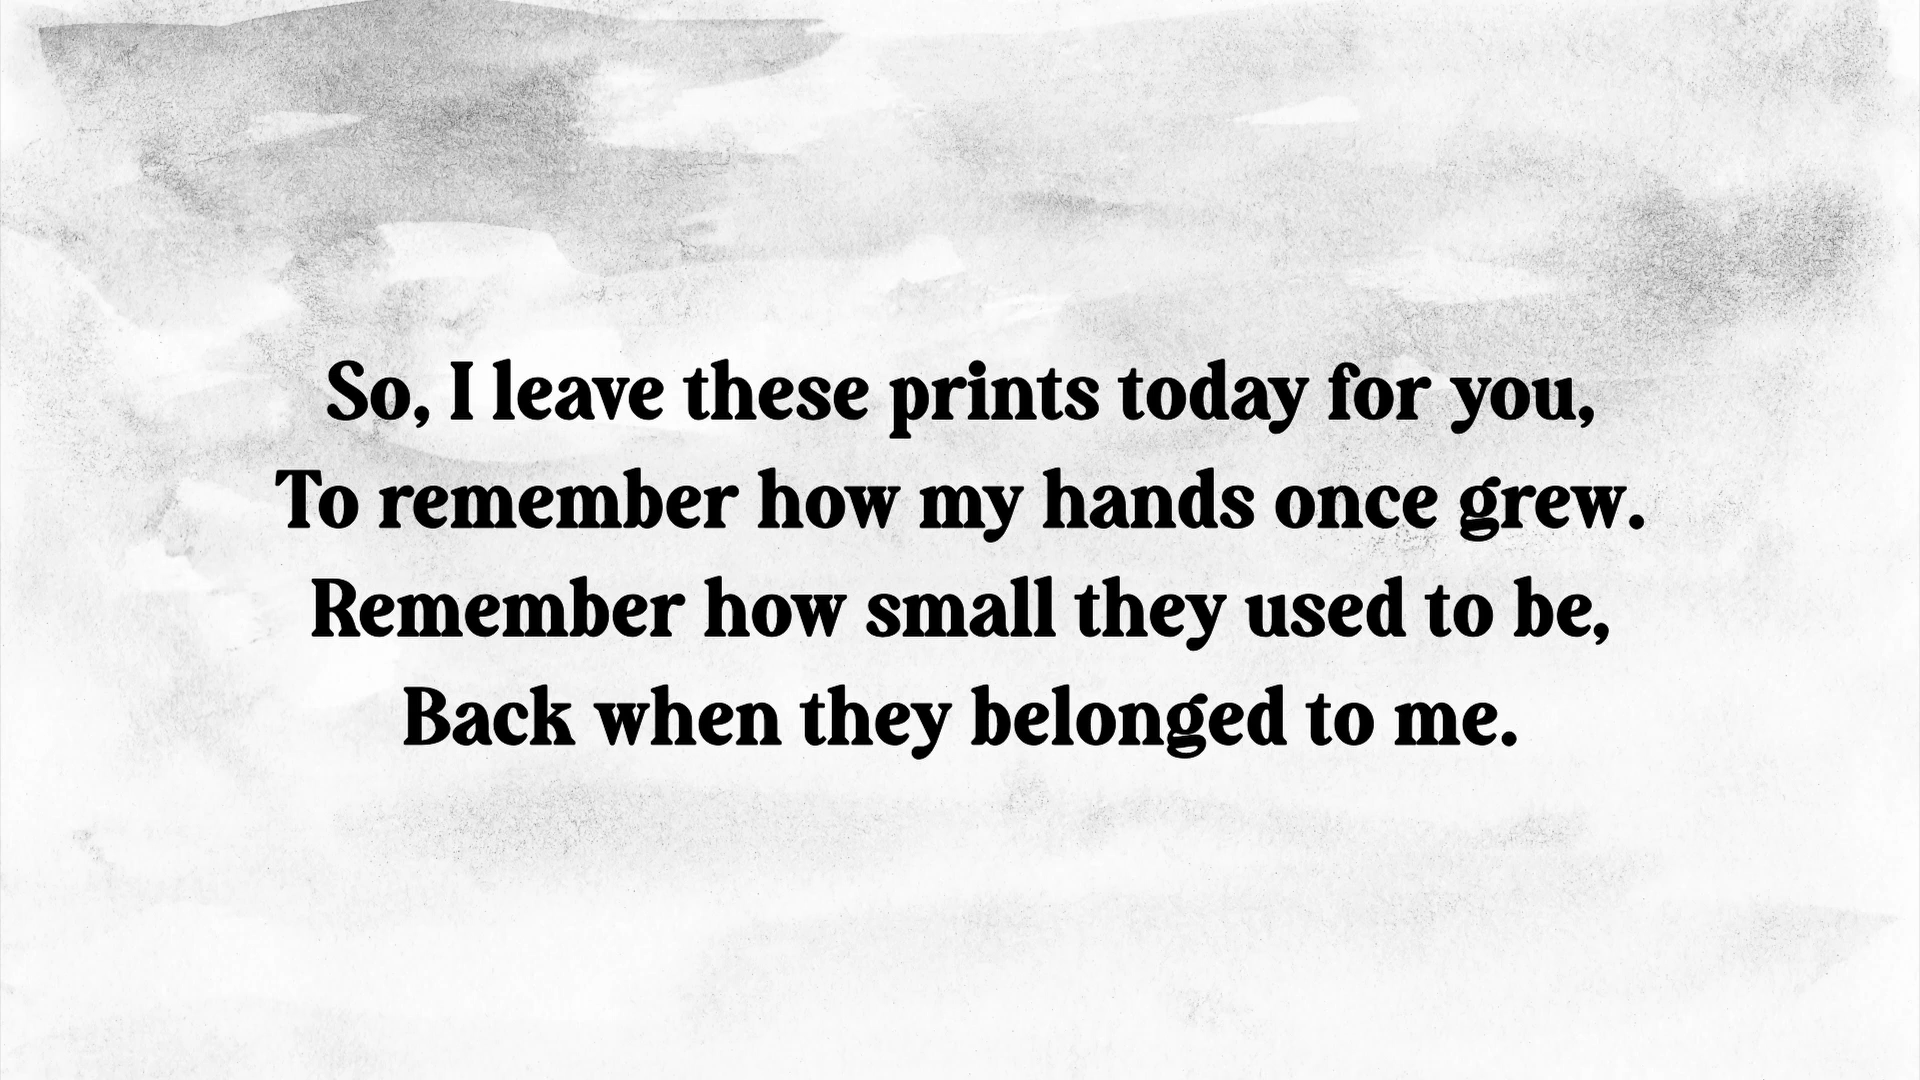 So, I leave these prints today for you,
To remember how my hands once grew.
Remember how small they used to be,
Back when they belonged to me.